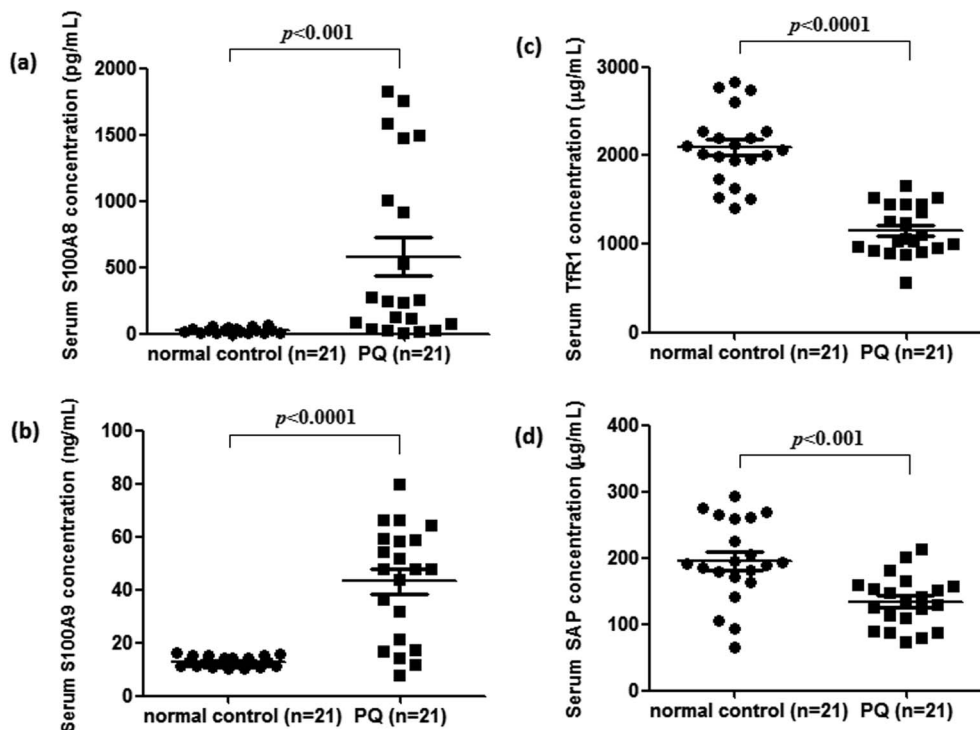 (a)
p<0.001
Serum S100A8 concentration (pg/mL)
2000
1500
1000
500
0
normal control (n=21) PQ (n=21)
(c)
p<0.0001
Serum TfR1 concentration (μg/mL)
3000
2000
1000
0
normal control (n=21) PQ (n=21)
(b)
p<0.0001
Serum S100A9 concentration (ng/mL)
100
80
60
40
20
0
normal control (n=21) PQ (n=21)
(d)
p<0.001
Serum SAP concentration (μg/mL)
400
300
200
100
0
normal control (n=21) PQ (n=21)